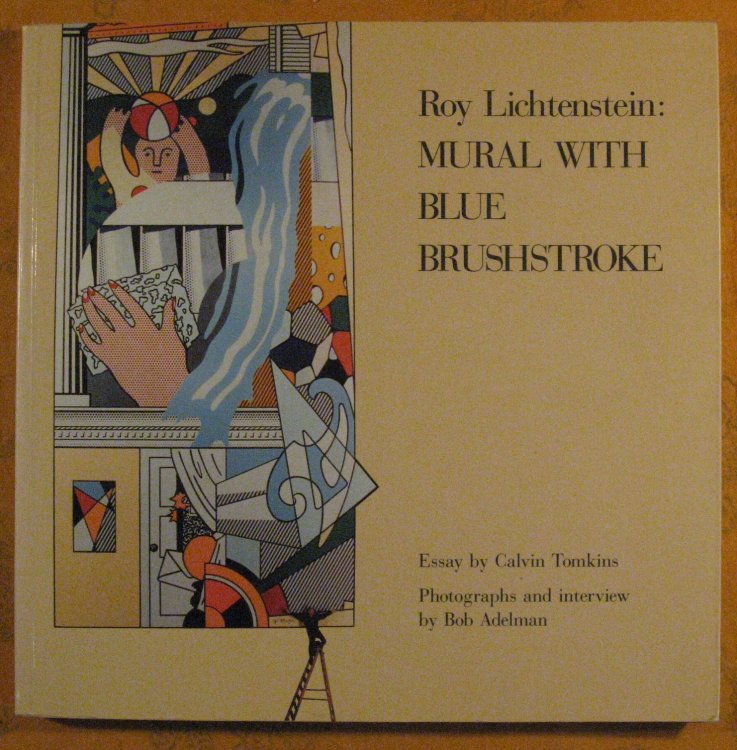 Roy Lichtenstein:
MURAL WITH
BLUE
BRUSHSTROKE
Essay by Calvin Tomkins
Photographs and interview
by Bob Adelman